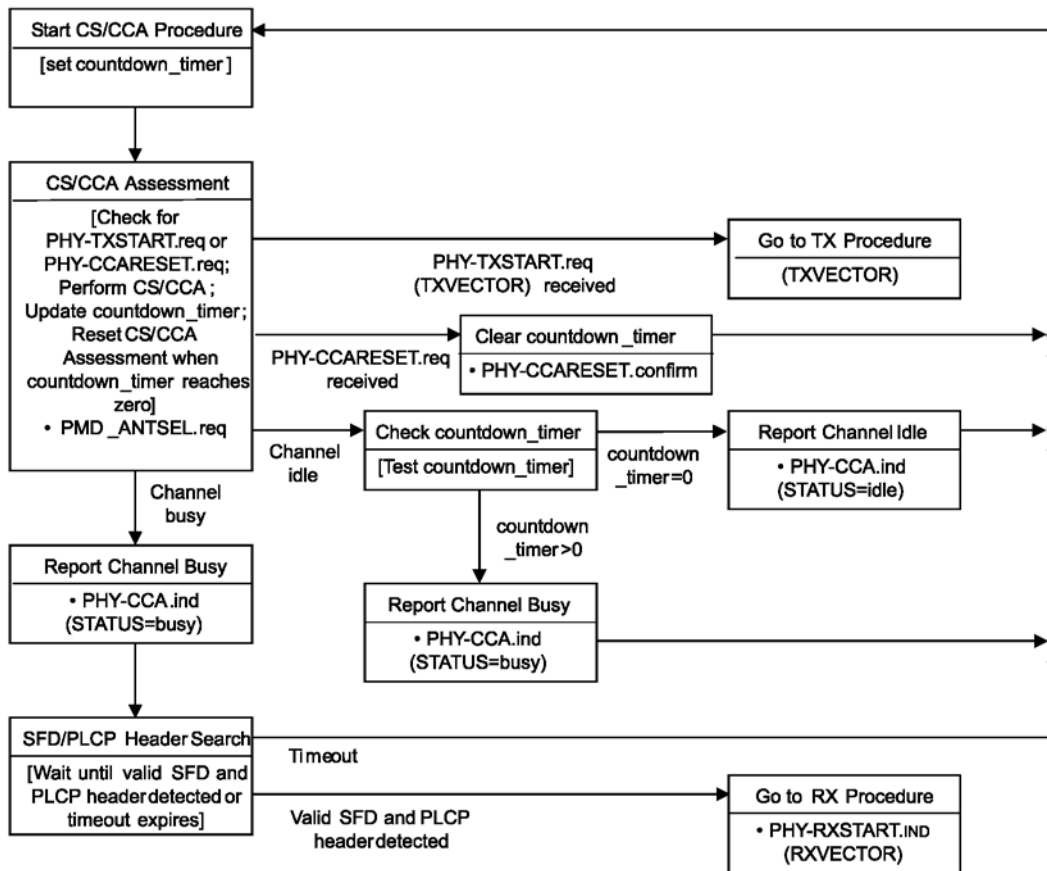 Start CS/CCA Procedure
[set countdown_timer]
CS/CCA Assessment
[Check for
PHY-TXSTART.req or
PHY-CCARESET.req;
Perform CS/CCA ;
Update countdown_timer;
Reset CS/CCA
Assessment when
countdown_timer reaches
zero]
• PMD _ANTSEL.req
PHY-TXSTART.req
(TXVECTOR) received
Go to TX Procedure
(TXVECTOR)
PHY-CCARESET.req
received
Clear countdown _timer
• PHY-CCARESET.confirm
Channel
idle
Check countdown_timer
[Test countdown_timer]
countdown
_timer=0
Report Channel Idle
• PHY-CCA.ind
(STATUS=idle)
Channel
busy
countdown
_timer>0
Report Channel Busy
• PHY-CCA.ind
(STATUS=busy)
Report Channel Busy
• PHY-CCA.ind
(STATUS=busy)
SFD/PLCP Header Search
[Wait until valid SFD and
PLCP header detected or
timeout expires]
Timeout
Valid SFD and PLCP
header detected
Go to RX Procedure
• PHY-RXSTART.IND
(RXVECTOR)